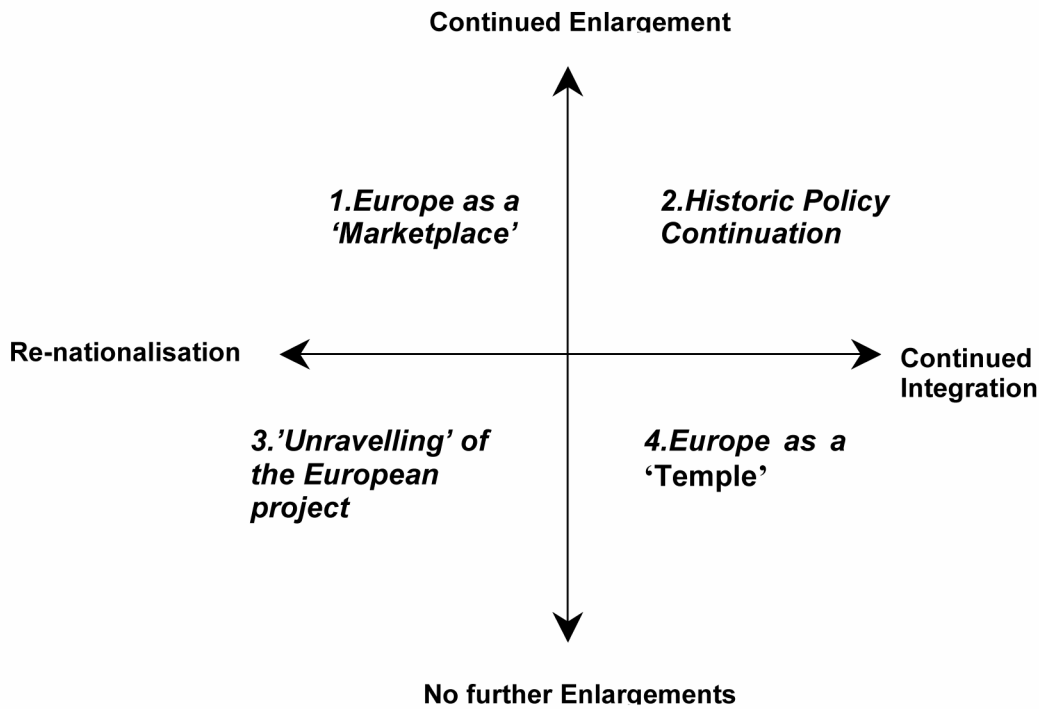 Continued Enlargement
1.Europe as a
‘Marketplace’
2.Historic Policy
Continuation
Re-nationalisation
Continued
Integration
3.’Unravelling’ of
the European
project
4.Europe as a
‘Temple’
No further Enlargements